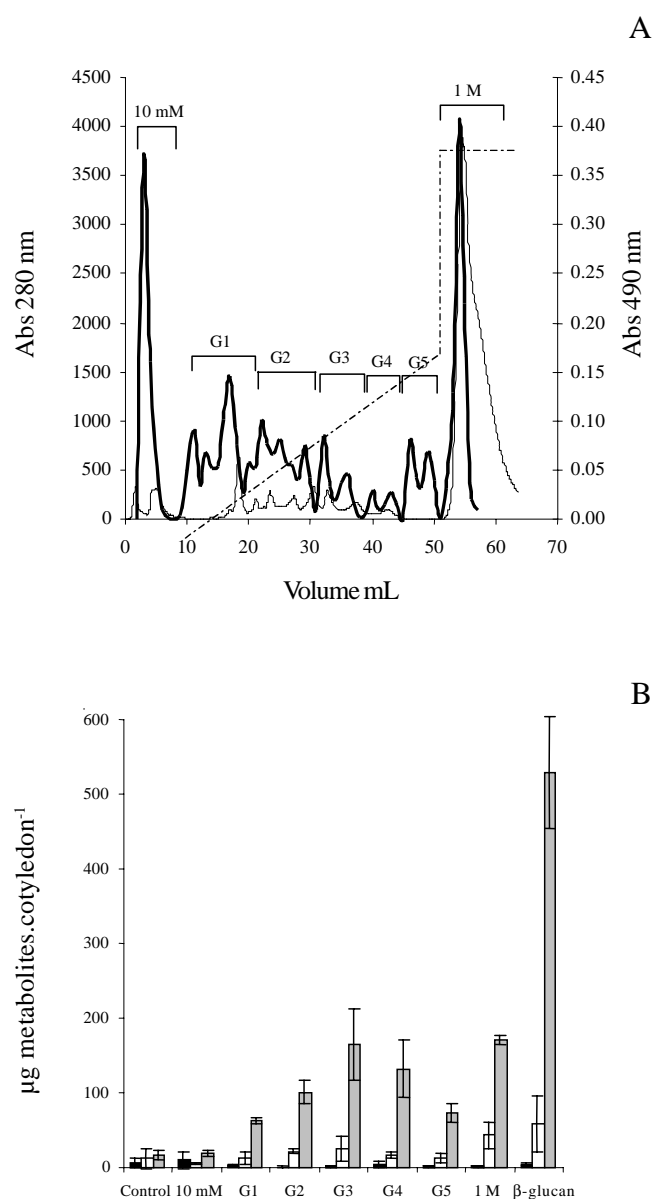 A
4500 0.45
10 mM 1 M
4000 0.40
3500 0.35
3000 0.30
2500 0.25
Abs 280 nm
Abs 490 nm
2000 0.20
G1 G2 G3 G4 G5
1500 0.15
1000 0.10
500 0.05
0 0.00
0 10 20 30 40 50 60 70
Volume mL
B
600
500
400
µg metabolites.cotyledon-1
300
200
100
0
Control 10 mM G1 G2 G3 G4 G5 1 M β-glucan